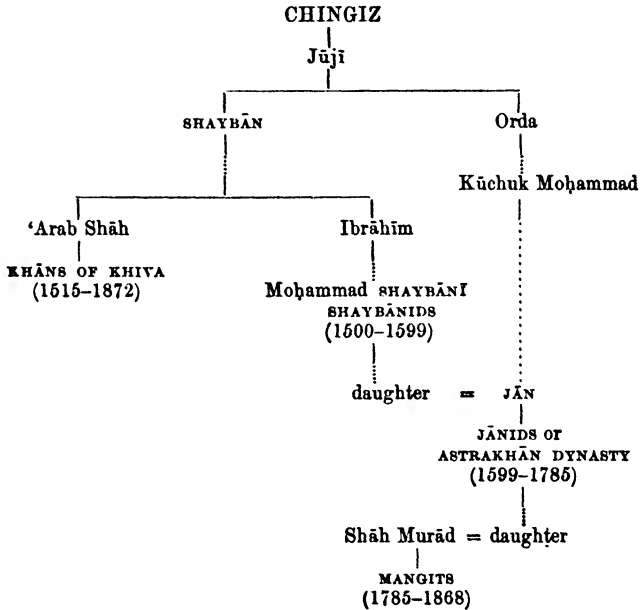 CHINGIZ
Jūjī
SHAYBĀN Orda
Kūchuk Moḥammad
‘Arab Shāh Ibrāhīm
KHĀNS OF KHIVA
(1515–1872)
Moḥammad SHAYBĀNĪ
SHAYBĀNIDS
(1500–1599)
daughter = JĀN
JĀNIDS or
ASTRAKHĀN DYNASTY
(1599–1785)
Shāh Murād = daughter
MANGITS
(1785–1868)